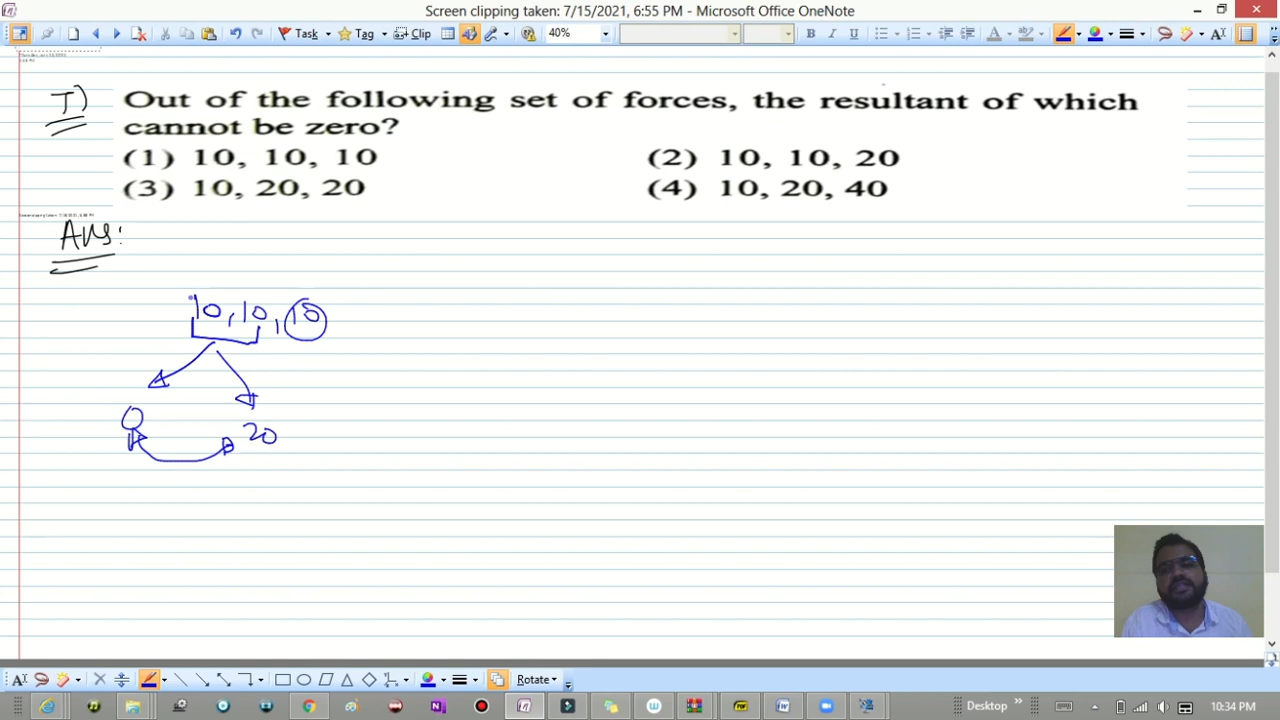 Screen clipping taken: 7/15/2021, 6:55 PM - Microsoft Office OneNote
Task Tag Clip 40% B I U
T) Out of the following set of forces, the resultant of which
cannot be zero?
(1) 10, 10, 10 (2) 10, 10, 20
(3) 10, 20, 20 (4) 10, 20, 40
Ans:
10, 10, 10
0 20
Rotate
Desktop 10:34 PM